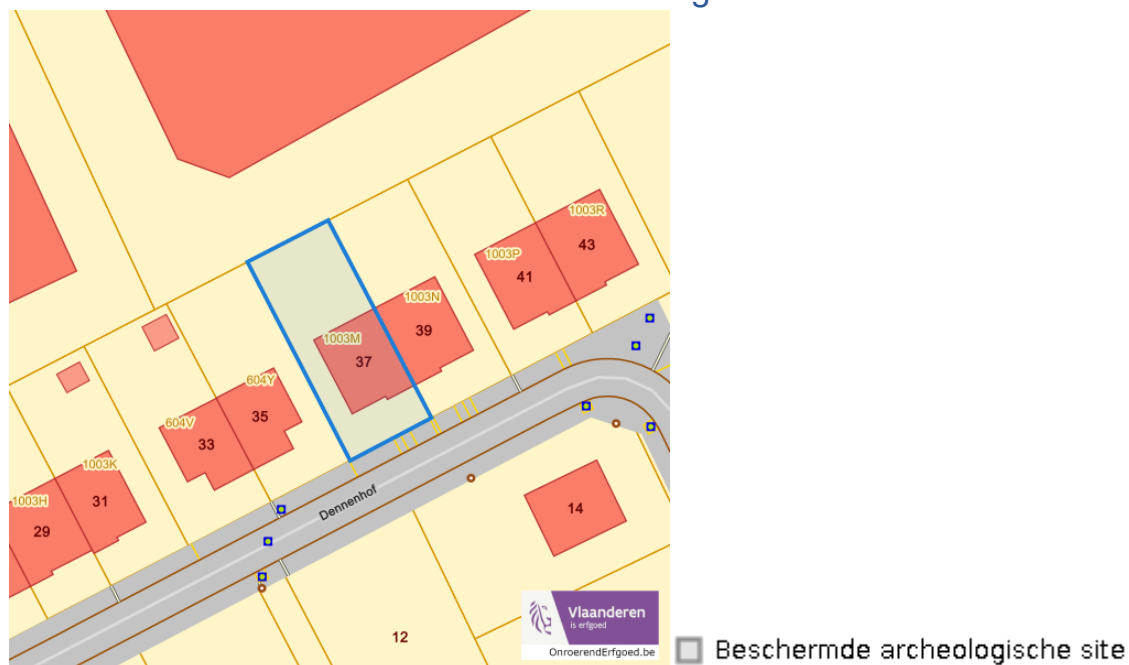 1003R
43
1003P
41
1003N
39
1003M
37
604Y
35
604V
33
1003K
31
1003H
29
Dennenhof
14
12
Vlaanderen
is erfgoed
OnroerendErfgoed.be
Beschermde archeologische site